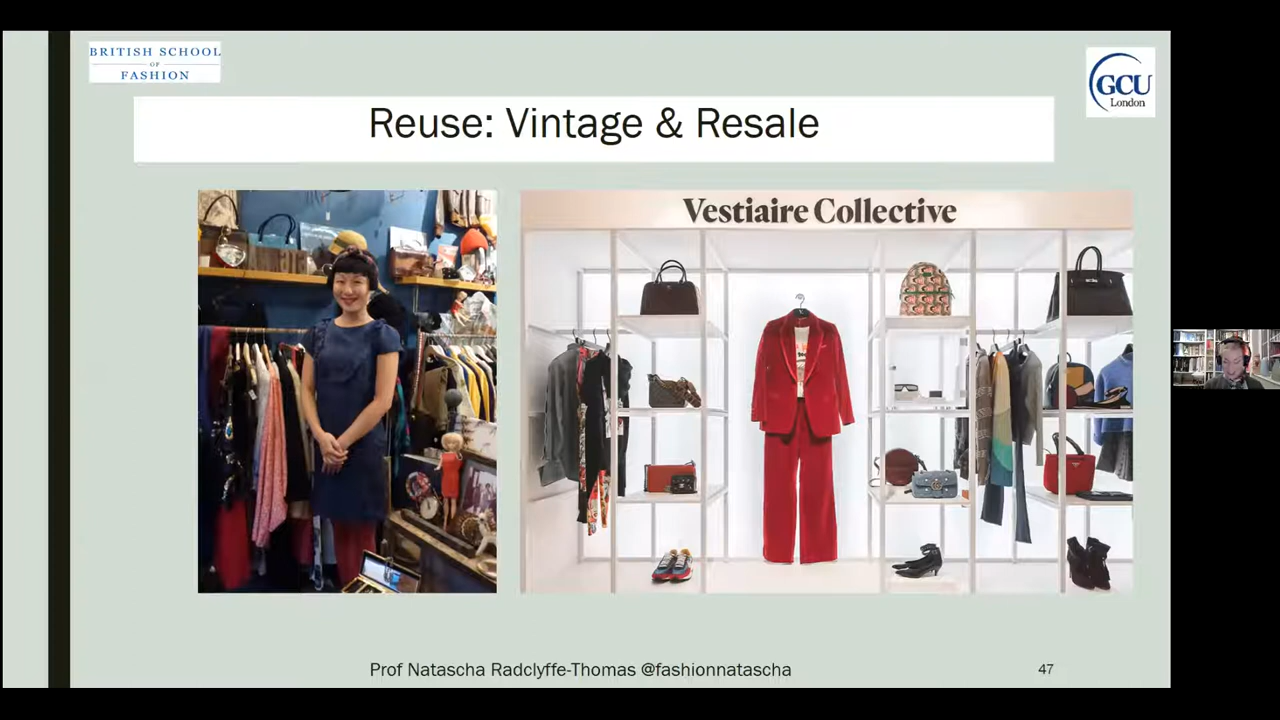 BRITISH SCHOOL
OF
FASHION
GCU
London
Reuse: Vintage & Resale
Vestiaire Collective
Prof Natascha Radclyffe-Thomas @fashionnatascha
47